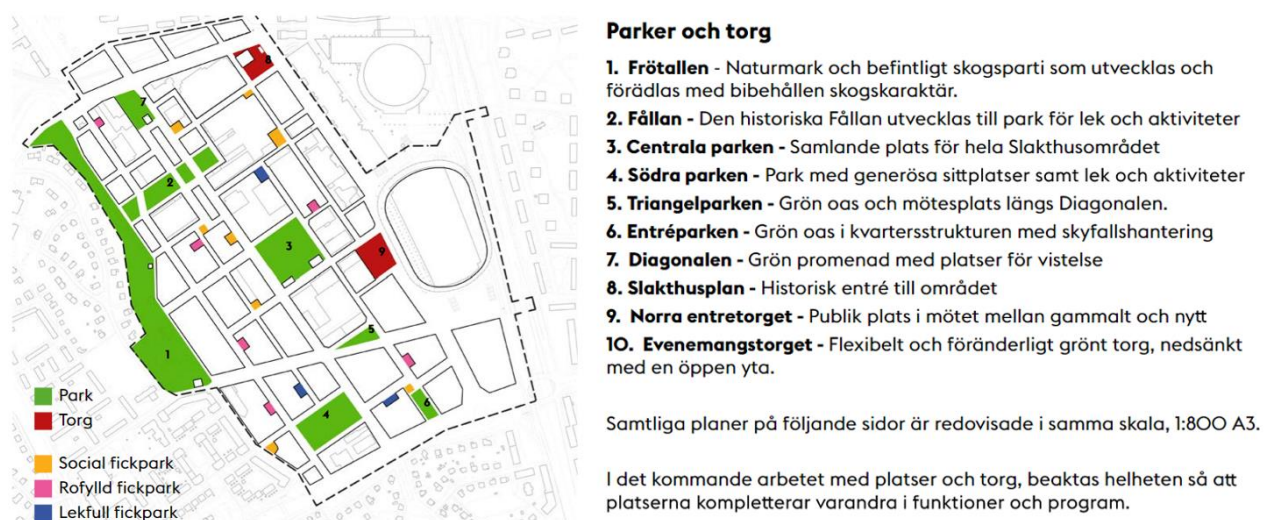 8
7
2
3
9
5
1
4
6
Park
Torg
Social fickpark
Rofylld fickpark
Lekfull fickpark
Parker och torg
1. Frötallen - Naturmark och befintligt skogsparti som utvecklas och
förädlas med bibehållen skogskaraktär.
2. Fållan - Den historiska Fållan utvecklas till park för lek och aktiviteter
3. Centrala parken - Samlande plats för hela Slakthusområdet
4. Södra parken - Park med generösa sittplatser samt lek och aktiviteter
5. Triangelparken - Grön oas och mötesplats längs Diagonalen.
6. Entréparken - Grön oas i kvartersstrukturen med skyfallshantering
7. Diagonalen - Grön promenad med platser för vistelse
8. Slakthusplan - Historisk entré till området
9. Norra entretorget - Publik plats i mötet mellan gammalt och nytt
10. Evenemangstorget - Flexibelt och föränderligt grönt torg, nedsänkt
med en öppen yta.
Samtliga planer på följande sidor är redovisade i samma skala, 1:800 A3.
I det kommande arbetet med platser och torg, beaktas helheten så att
platserna kompletterar varandra i funktioner och program.